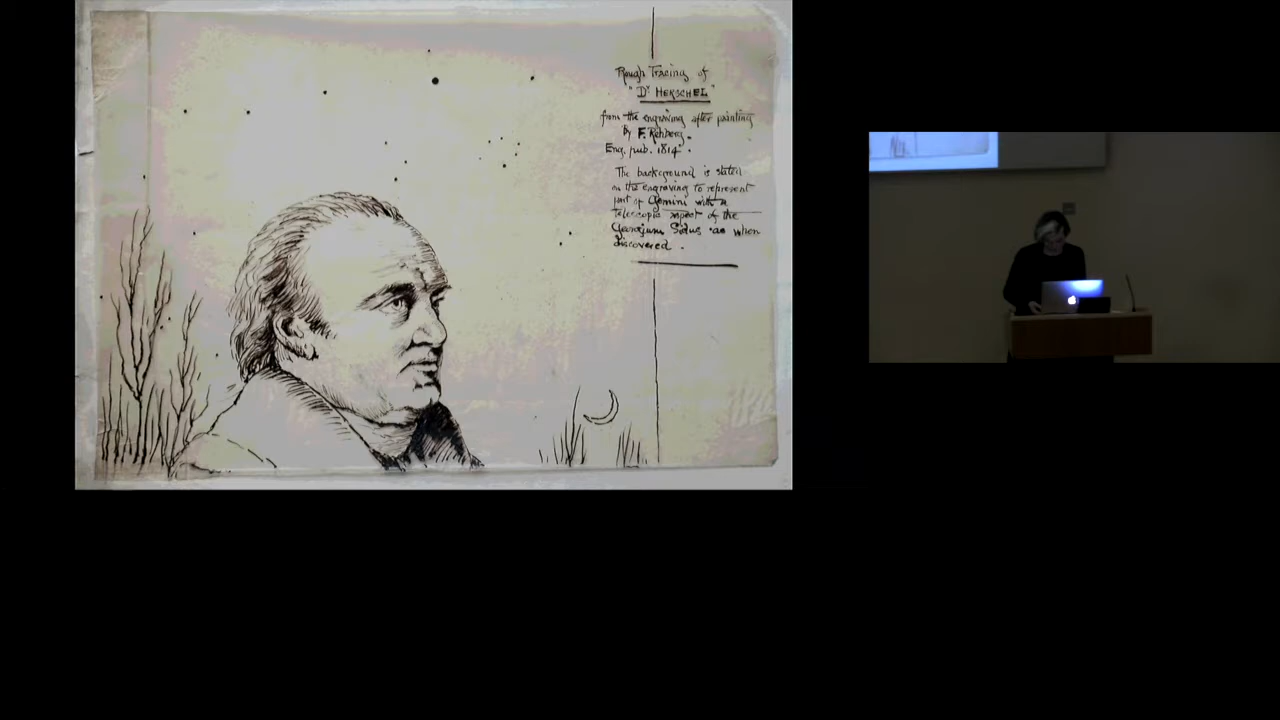 Rough Tracing of
"Dr HERSCHEL"
from the engraving after painting
by F. Rehberg.
Eng. pub. 1814.
The background is stated
on the engraving to represent
part of Gemini with a
telescopic aspect of the
Georgium Sidus as when
discovered.